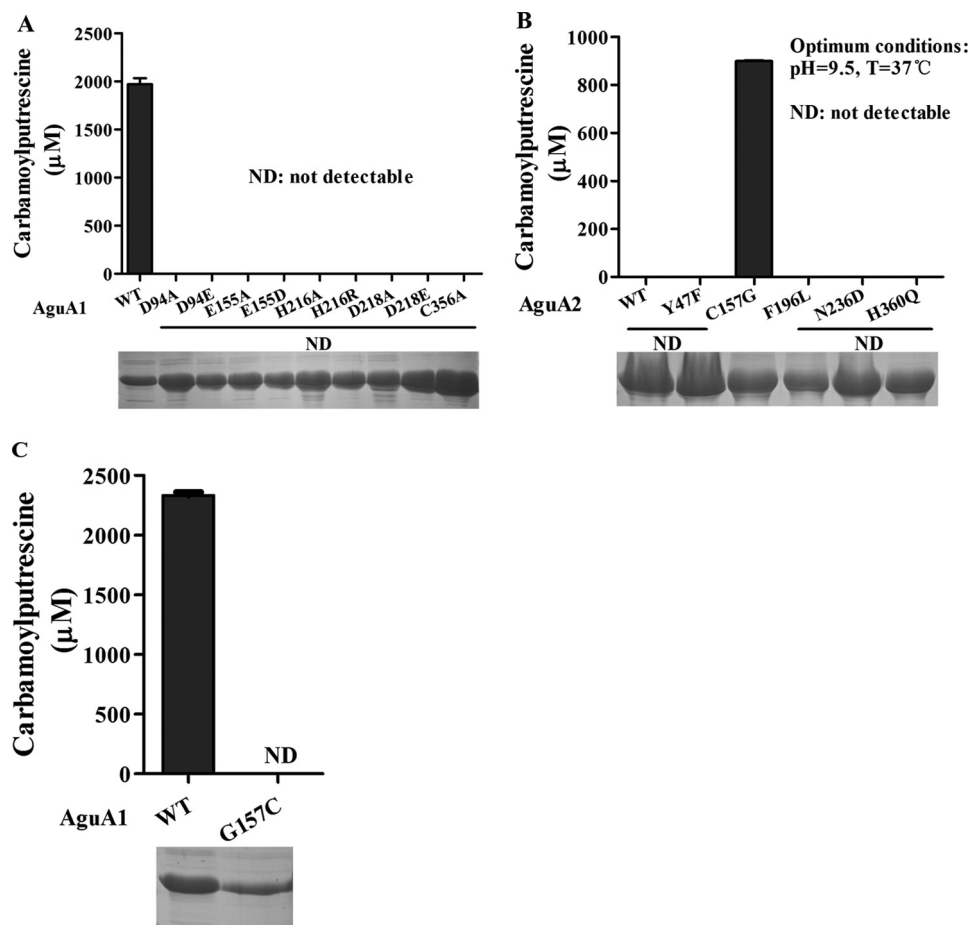 A
Carbamoylputrescine
(μM)
2500
2000
1500
1000
500
0
ND: not detectable
AguA1
WT
D94A
D94E
E155A
E155D
H216A
H216R
D218A
D218E
C356A
ND
B
Carbamoylputrescine
(μM)
1000
800
600
400
200
0
Optimum conditions:
pH=9.5, T=37℃
ND: not detectable
AguA2
WT
Y47F
C157G
F196L
N236D
H360Q
ND
ND
C
Carbamoylputrescine
(μM)
2500
2000
1500
1000
500
0
ND
AguA1
WT
G157C